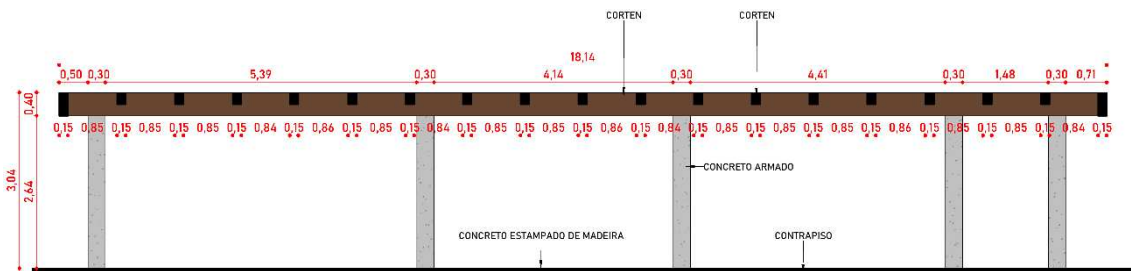 CORTEN
CORTEN
18,14
0,50 0,30 5,39 0,30 4,14 0,30 4,41 0,30 1,48 0,30 0,71
0,40
0,15 0,85 0,15 0,85 0,15 0,85 0,15 0,84 0,15 0,86 0,15 0,85 0,15 0,84 0,15 0,85 0,15 0,85 0,15 0,86 0,15 0,84 0,15 0,85 0,15 0,85 0,15 0,85 0,15 0,86 0,15 0,85 0,15 0,85 0,15 0,84 0,15
3,04
2,64
CONCRETO ARMADO
CONCRETO ESTAMPADO DE MADEIRA
CONTRAPISO